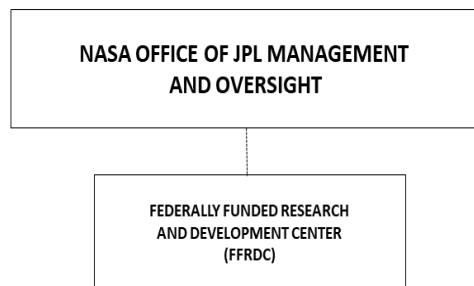 NASA OFFICE OF JPL MANAGEMENT
AND OVERSIGHT
FEDERALLY FUNDED RESEARCH
AND DEVELOPMENT CENTER
(FFRDC)